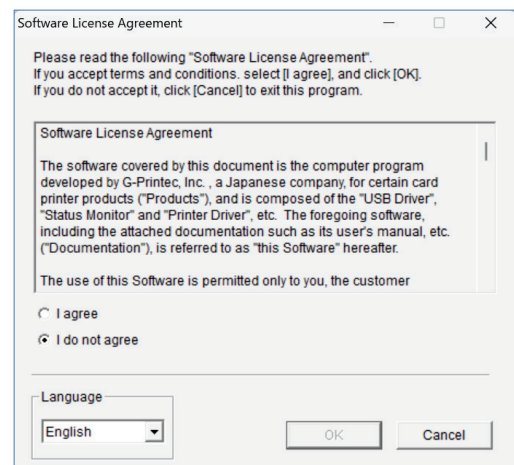 Software License Agreement
Please read the following "Software License Agreement".
If you accept terms and conditions. select [I agree], and click [OK].
If you do not accept it, click [Cancel] to exit this program.
Software License Agreement
The software covered by this document is the computer program
developed by G-Printec, Inc. , a Japanese company, for certain card
printer products ("Products"), and is composed of the "USB Driver",
"Status Monitor" and "Printer Driver", etc. The foregoing software,
including the attached documentation such as its user's manual, etc.
("Documentation"), is referred to as "this Software" hereafter.
The use of this Software is permitted only to you, the customer
I agree
I do not agree
Language
English
OK
Cancel